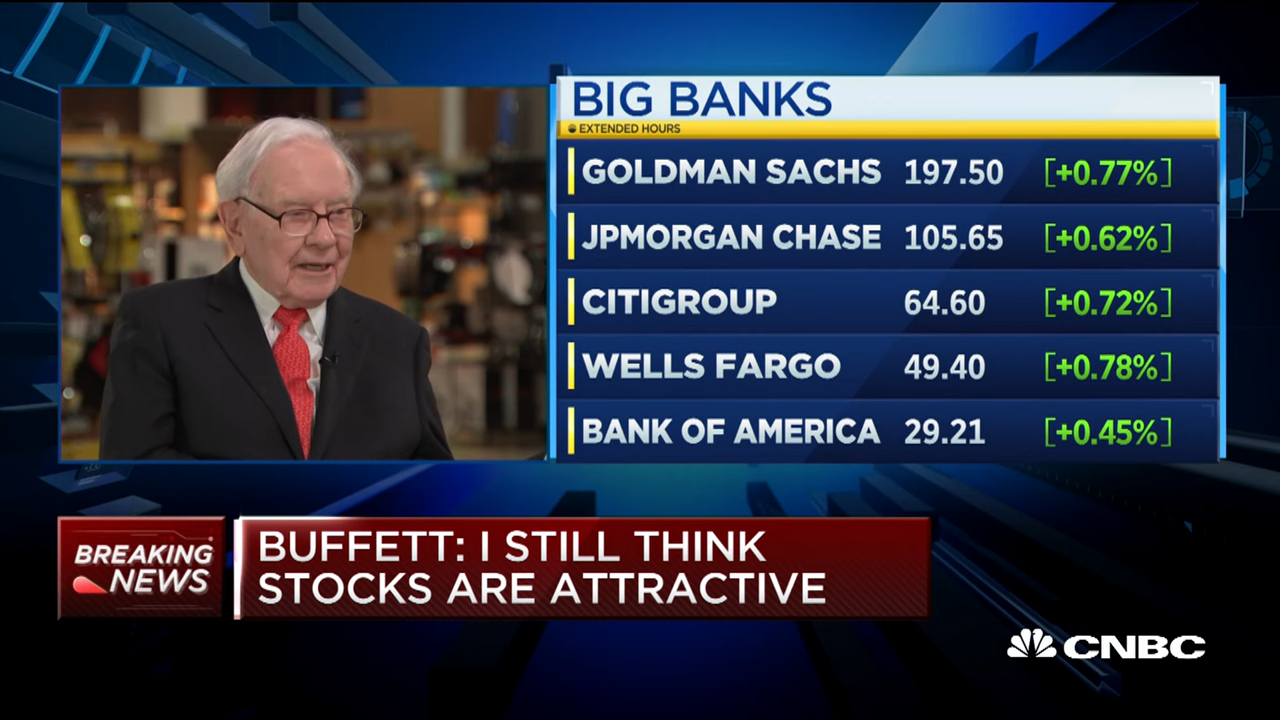 BIG BANKS
EXTENDED HOURS
GOLDMAN SACHS 197.50 [+0.77%]
JPMORGAN CHASE 105.65 [+0.62%]
CITIGROUP 64.60 [+0.72%]
WELLS FARGO 49.40 [+0.78%]
BANK OF AMERICA 29.21 [+0.45%]
BREAKING
NEWS
BUFFETT: I STILL THINK
STOCKS ARE ATTRACTIVE
CNBC